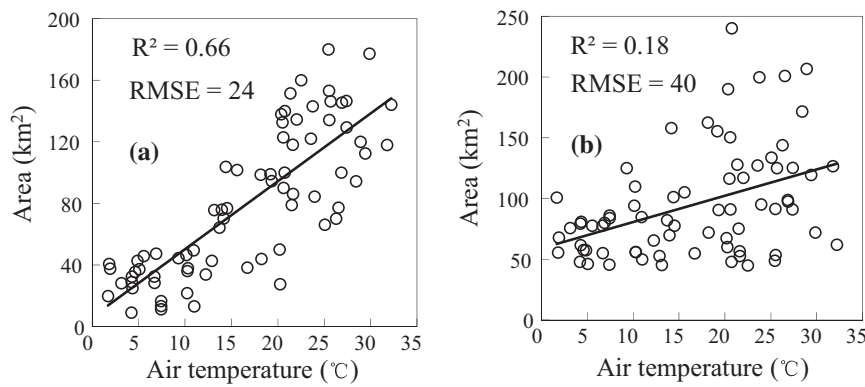 R² = 0.66
RMSE = 24
(a)
Area (km²)
200
160
120
80
40
0
0 5 10 15 20 25 30 35
Air temperature (℃)
R² = 0.18
RMSE = 40
(b)
Area (km²)
250
200
150
100
50
0
0 5 10 15 20 25 30 35
Air temperature (℃)